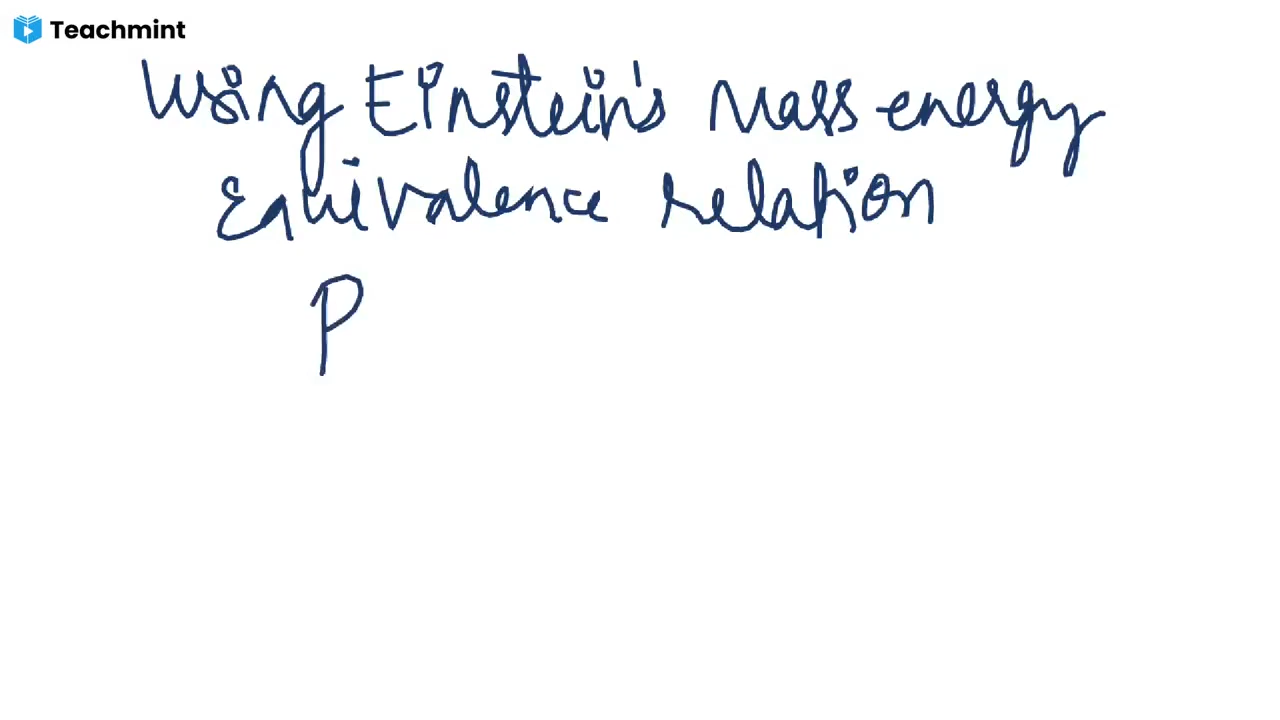 Teachmint
Using Einstein's Mass energy
Equivalence relation
P